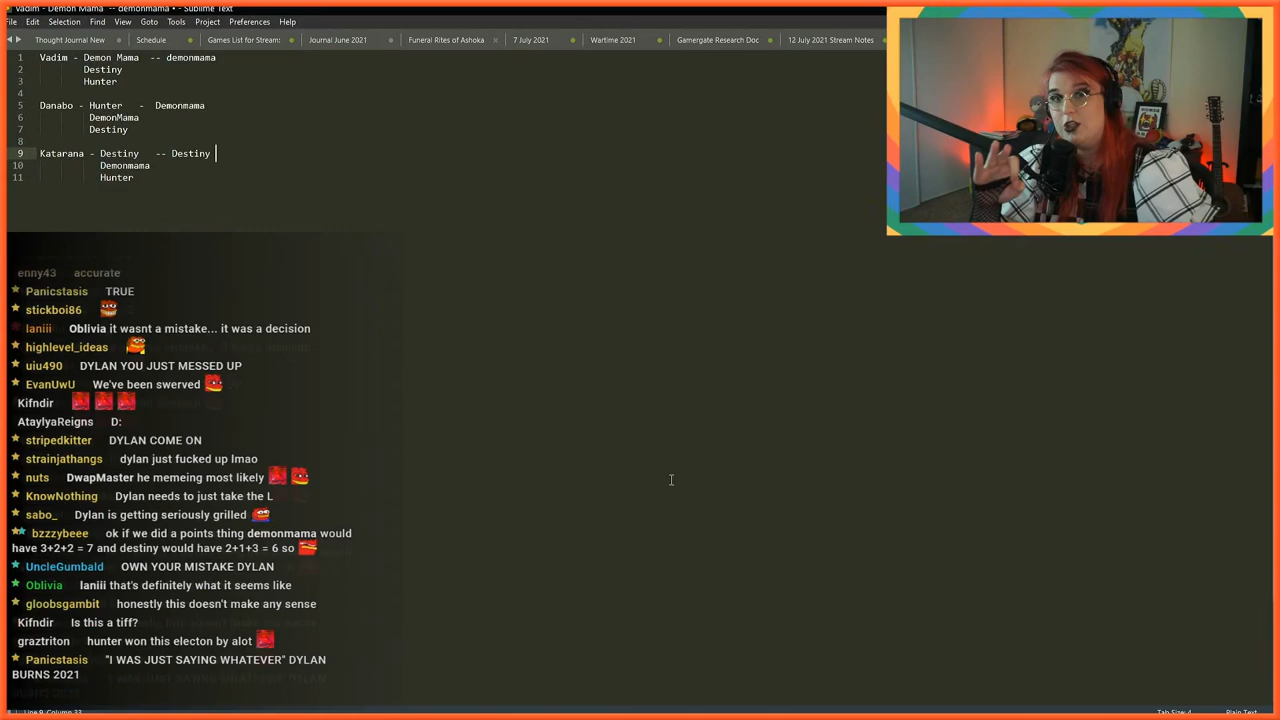 Vadim - Demon Mama -- demonmama • - Sublime Text
File Edit Selection Find View Goto Tools Project Preferences Help
Thought Journal New Schedule Games List for Stream: Journal June 2021 Funeral Rites of Ashoka 7 July 2021 Wartime 2021 Gamergate Research Doc 12 July 2021 Stream Notes
1 Vadim - Demon Mama -- demonmama
2 Destiny
3 Hunter
4
5 Danabo - Hunter - Demonmama
6 DemonMama
7 Destiny
8
9 Katarana - Destiny -- Destiny
10 Demonmama
11 Hunter
enny43 accurate
Panicstasis TRUE
stickboi86
laniii Oblivia it wasnt a mistake... it was a decision
highlevel_ideas
uiu490 DYLAN YOU JUST MESSED UP
EvanUwU We've been swerved
Kifndir
AtaylyaReigns D:
stripedkitter DYLAN COME ON
strainjathangs dylan just fucked up lmao
nuts DwapMaster he memeing most likely
KnowNothing Dylan needs to just take the L
sabo_ Dylan is getting seriously grilled
bzzzybeee ok if we did a points thing demonmama would
have 3+2+2 = 7 and destiny would have 2+1+3 = 6 so
UncleGumbald OWN YOUR MISTAKE DYLAN
Oblivia laniii that's definitely what it seems like
gloobsgambit honestly this doesn't make any sense
Kifndir Is this a tiff?
graztriton hunter won this electon by alot
Panicstasis "I WAS JUST SAYING WHATEVER" DYLAN
BURNS 2021
Line 9, Column 33
Tab Size: 4 Plain Text